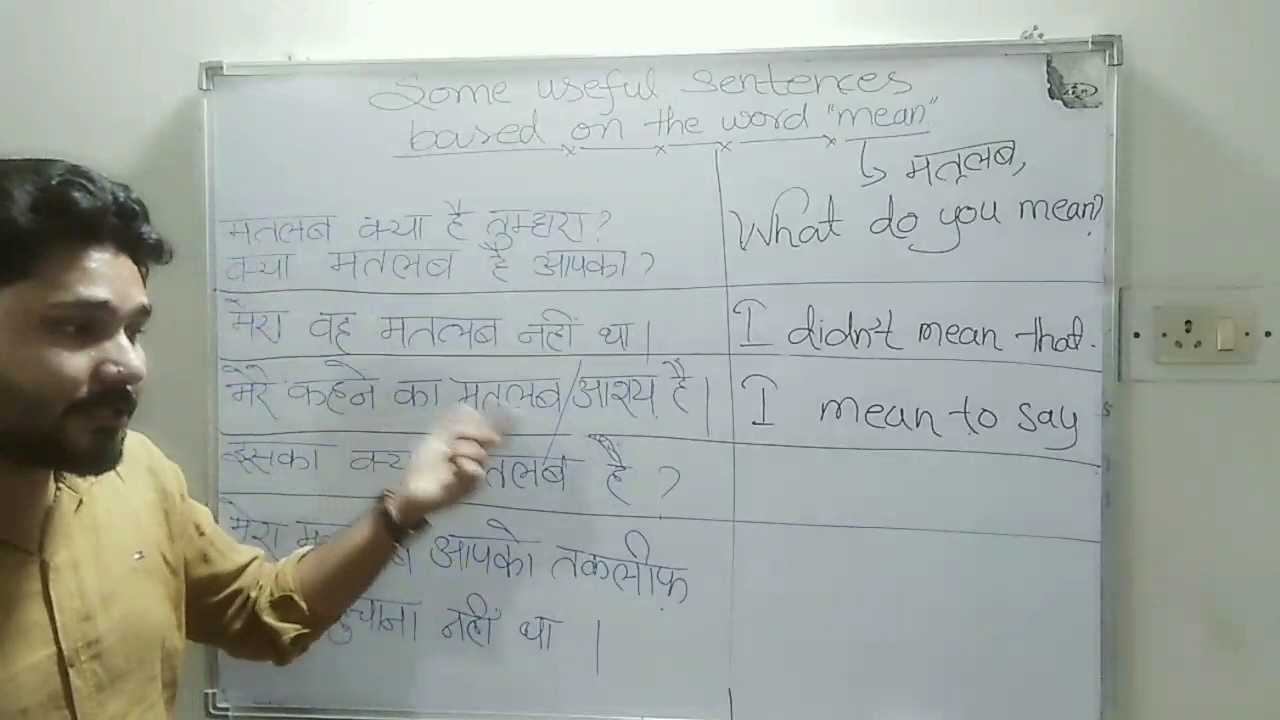 Some useful sentences
based on the word "mean"
↳ मतलब,
मतलब क्या है तुम्हारा?
क्या मतलब है आपका?
What do you mean?
मेरा वह मतलब नहीं था।
I didn't mean that.
मेरे कहने का मतलब/आश्य है।
I mean to say
इसका है ?
मेरा आपको तकलीफ़
नहीं था |